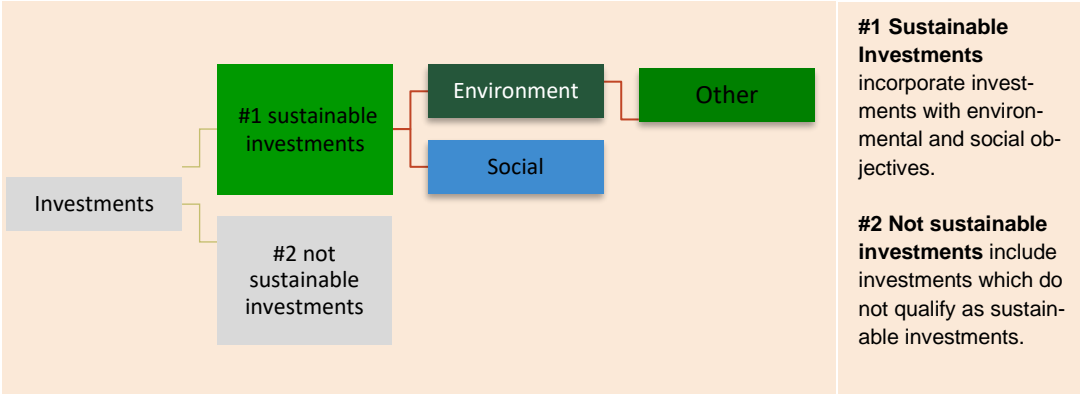 Investments
#1 sustainable
investments
#2 not
sustainable
investments
Environment
Social
Other
#1 Sustainable
Investments
incorporate invest-
ments with environ-
mental and social ob-
jectives.
#2 Not sustainable
investments include
investments which do
not qualify as sustain-
able investments.